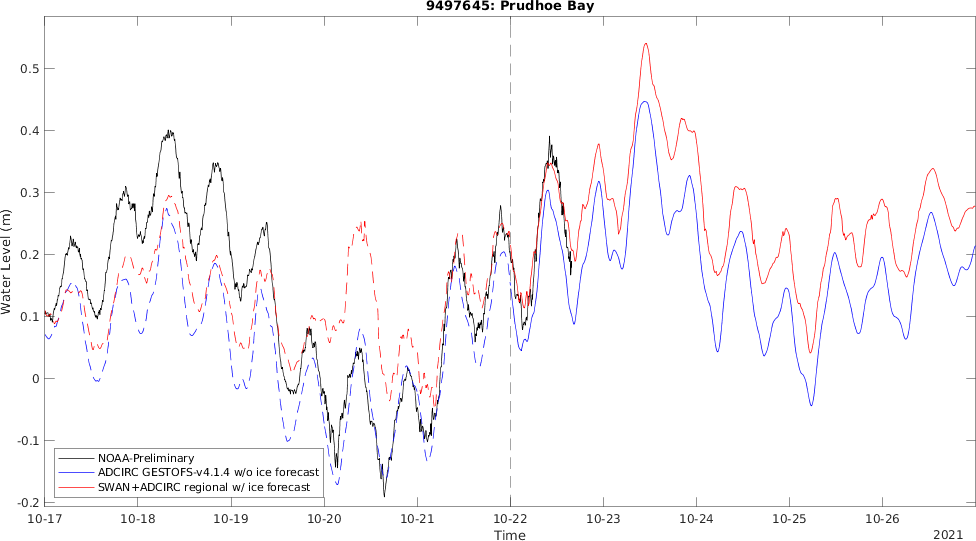 9497645: Prudhoe Bay
Water Level (m)
0.5
0.4
0.3
0.2
0.1
0
-0.1
-0.2
NOAA-Preliminary
ADCIRC GESTOFS-v4.1.4 w/o ice forecast
SWAN+ADCIRC regional w/ ice forecast
10-17 10-18 10-19 10-20 10-21 10-22 10-23 10-24 10-25 10-26
Time
2021